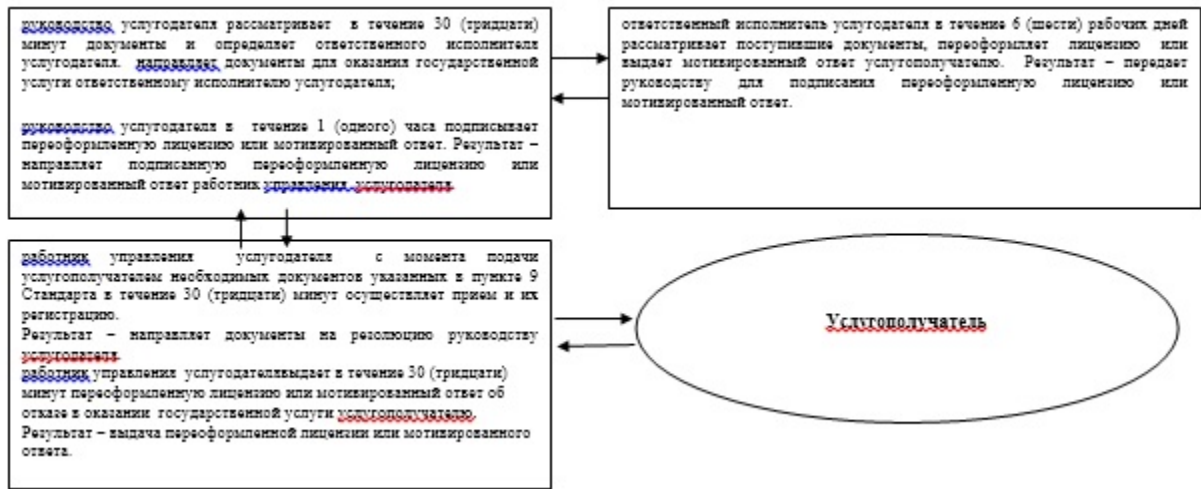 руководство услугодателя рассматривает в течение 30 (тридцати)
минут документы и определяет ответственного исполнителя
услугодателя. направляет документы для оказания государственной
услуги ответственному исполнителю услугодателя;
руководство услугодателя в течение 1 (одного) часа подписывает
переоформленную лицензию или мотивированный ответ. Результат –
направляет подписанную переоформленную лицензию или
мотивированный ответ работник управления услугодателя
ответственный исполнитель услугодателя в течение 6 (шести) рабочих дней
рассматривает поступившие документы, переоформляет лицензию или
выдает мотивированный ответ услугополучателю. Результат – передает
руководству для подписания переоформленную лицензию или
мотивированный ответ.
работник управления услугодателя с момента подачи
услугополучателем необходимых документов указанных в пункте 9
Стандарта в течение 30 (тридцати) минут осуществляет прием и их
регистрацию.
Результат – направляет документы на резолюцию руководству
услугодателя
работник управления услугодателявыдает в течение 30 (тридцати)
минут переоформленную лицензию или мотивированный ответ об
отказе в оказании государственной услуги услугополучателю.
Результат – выдача переоформленной лицензии или мотивированного
ответа.
Услугополучатель